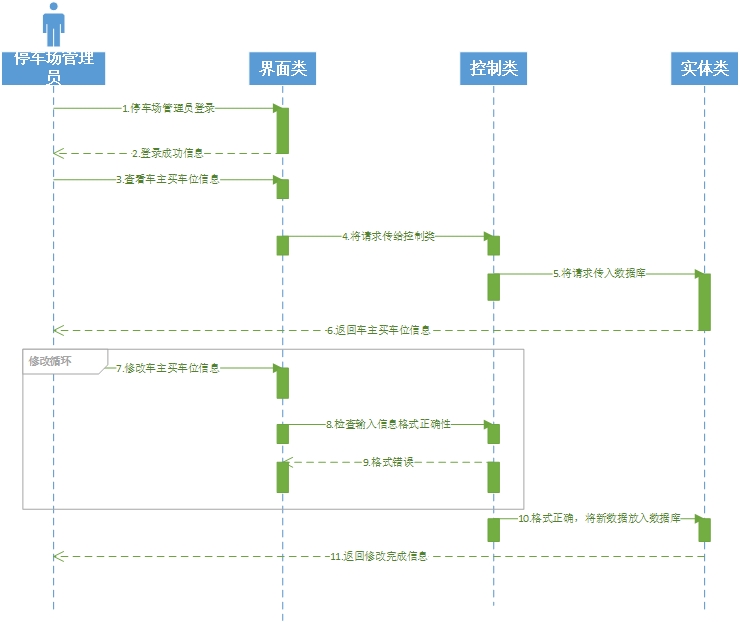 停车场管理
员
界面类
控制类
实体类
1.停车场管理员登录
2.登录成功信息
3.查看车主买车位信息
4.将请求传给控制类
5.将请求传入数据库
6.返回车主买车位信息
修改循环
7.修改车主买车位信息
8.检查输入信息格式正确性
9.格式错误
10.格式正确，将新数据放入数据库
11.返回修改完成信息